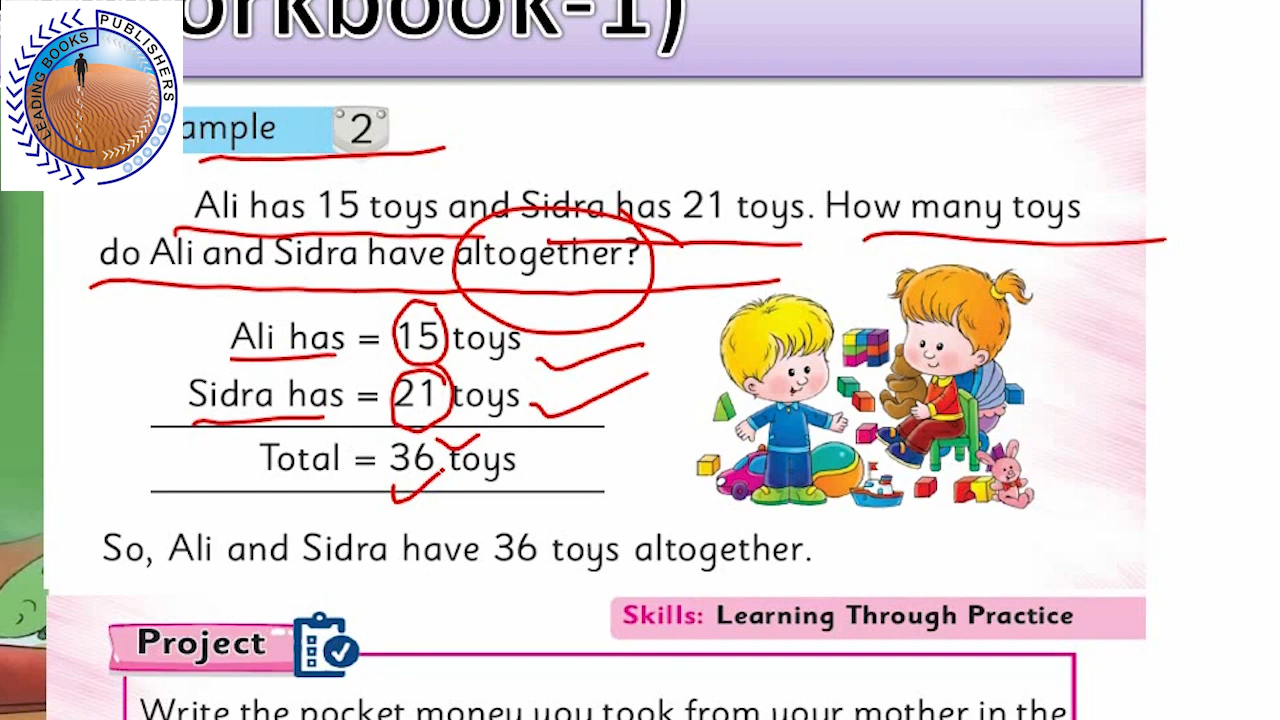 orkbook-1)
LEADING BOOKS PUBLISHERS
ample 2
Ali has 15 toys and Sidra has 21 toys. How many toys
do Ali and Sidra have altogether?
Ali has = 15 toys
Sidra has = 21 toys
Total = 36 toys
So, Ali and Sidra have 36 toys altogether.
Skills: Learning Through Practice
Project
Write the pocket money you took from your mother in the